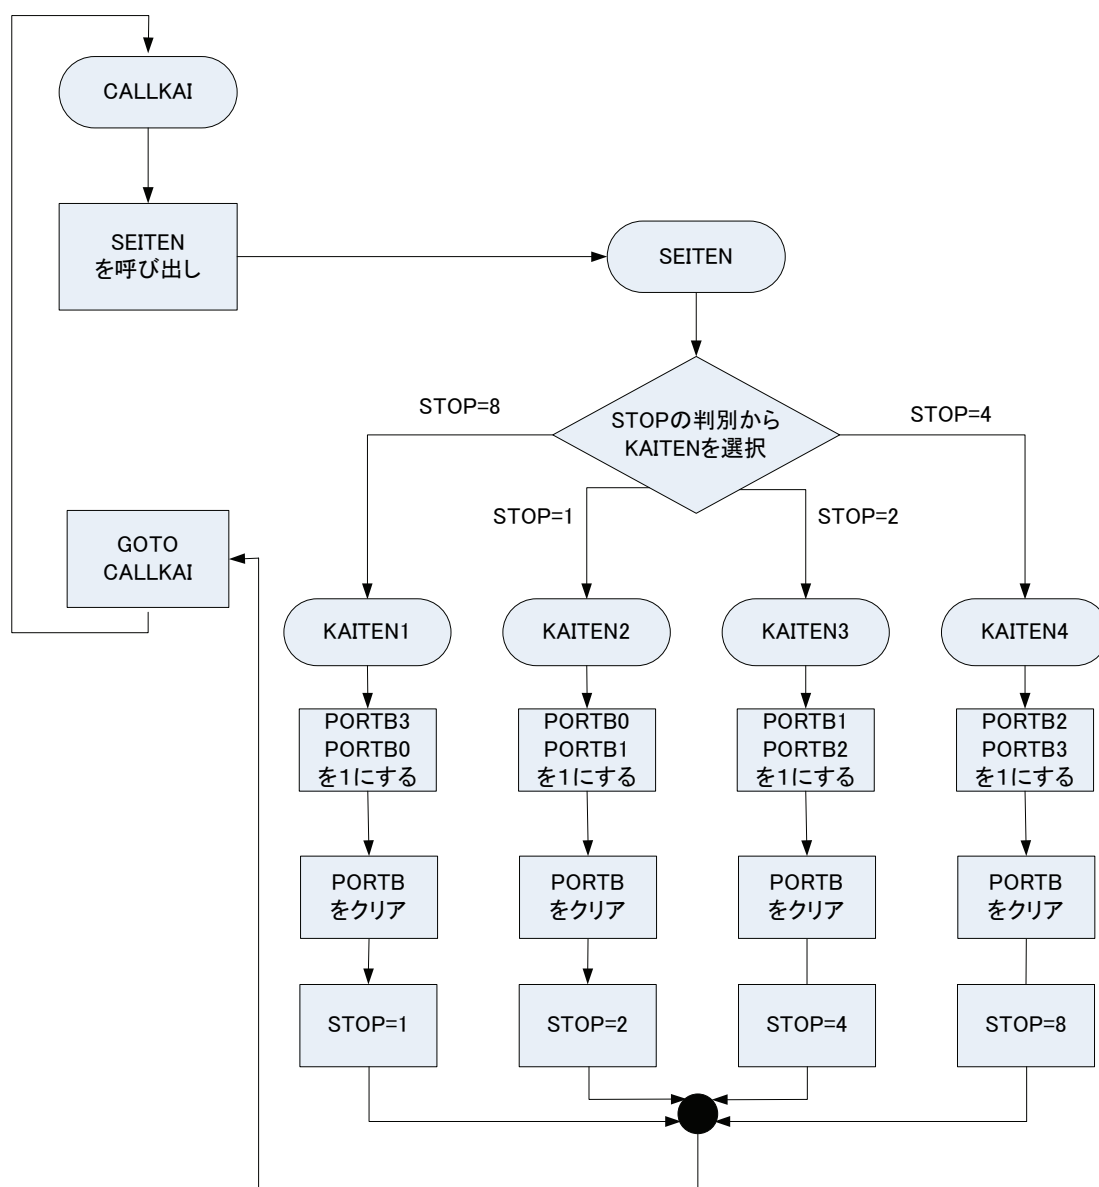 CALLKAI
SEITEN
を呼び出し
SEITEN
STOPの判別から
KAITENを選択
STOP=8
STOP=4
STOP=1
STOP=2
GOTO
CALLKAI
KAITEN1
KAITEN2
KAITEN3
KAITEN4
PORTB3
PORTB0
を1にする
PORTB0
PORTB1
を1にする
PORTB1
PORTB2
を1にする
PORTB2
PORTB3
を1にする
PORTB
をクリア
PORTB
をクリア
PORTB
をクリア
PORTB
をクリア
STOP=1
STOP=2
STOP=4
STOP=8